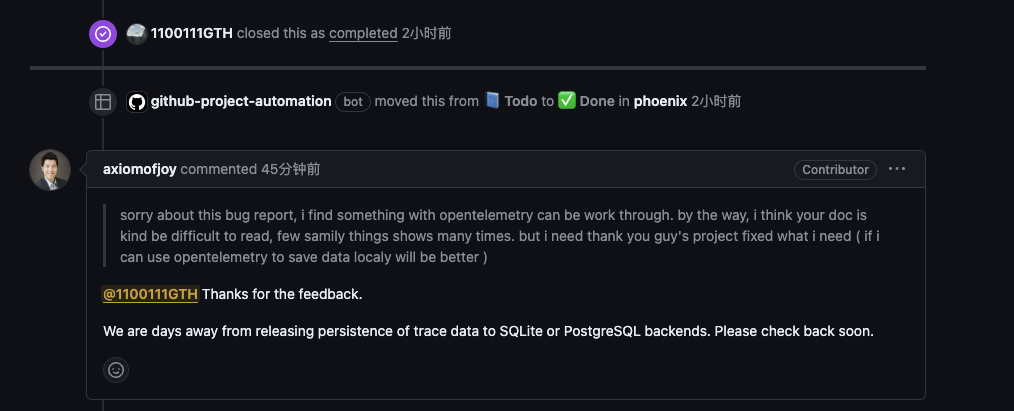 1100111GTH closed this as completed 2小时前
github-project-automation bot moved this from Todo to Done in phoenix 2小时前
axiomofjoy commented 45分钟前 Contributor
sorry about this bug report, i find something with opentelemetry can be work through. by the way, i think your doc is
kind be difficult to read, few samily things shows many times. but i need thank you guy's project fixed what i need ( if i
can use opentelemetry to save data localy will be better )
@1100111GTH Thanks for the feedback.
We are days away from releasing persistence of trace data to SQLite or PostgreSQL backends. Please check back soon.